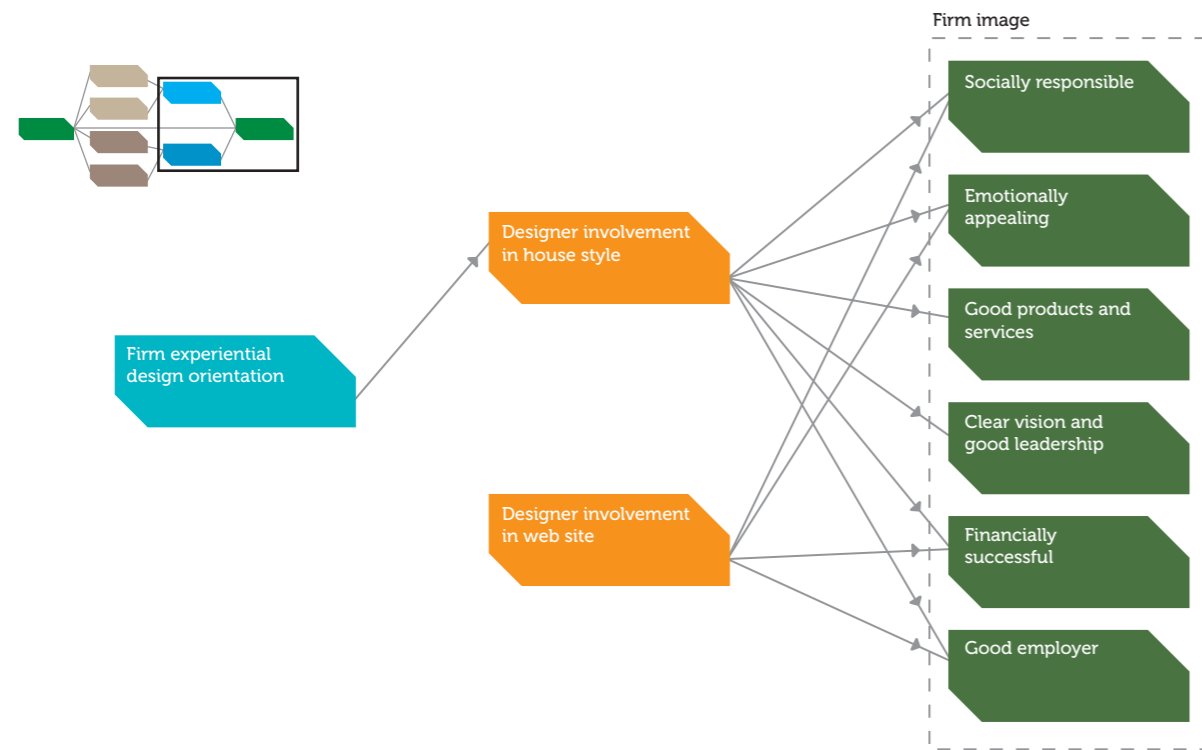 Firm image
Socially responsible
Emotionally
appealing
Designer involvement
in house style
Good products and
services
Firm experiential
design orientation
Clear vision and
good leadership
Designer involvement
in web site
Financially
successful
Good employer